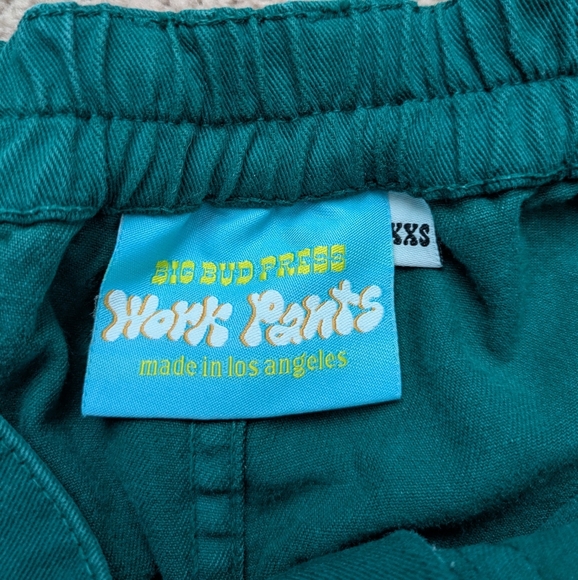 BIG BUD PRESS
Work Pants
made in los angeles
XXS